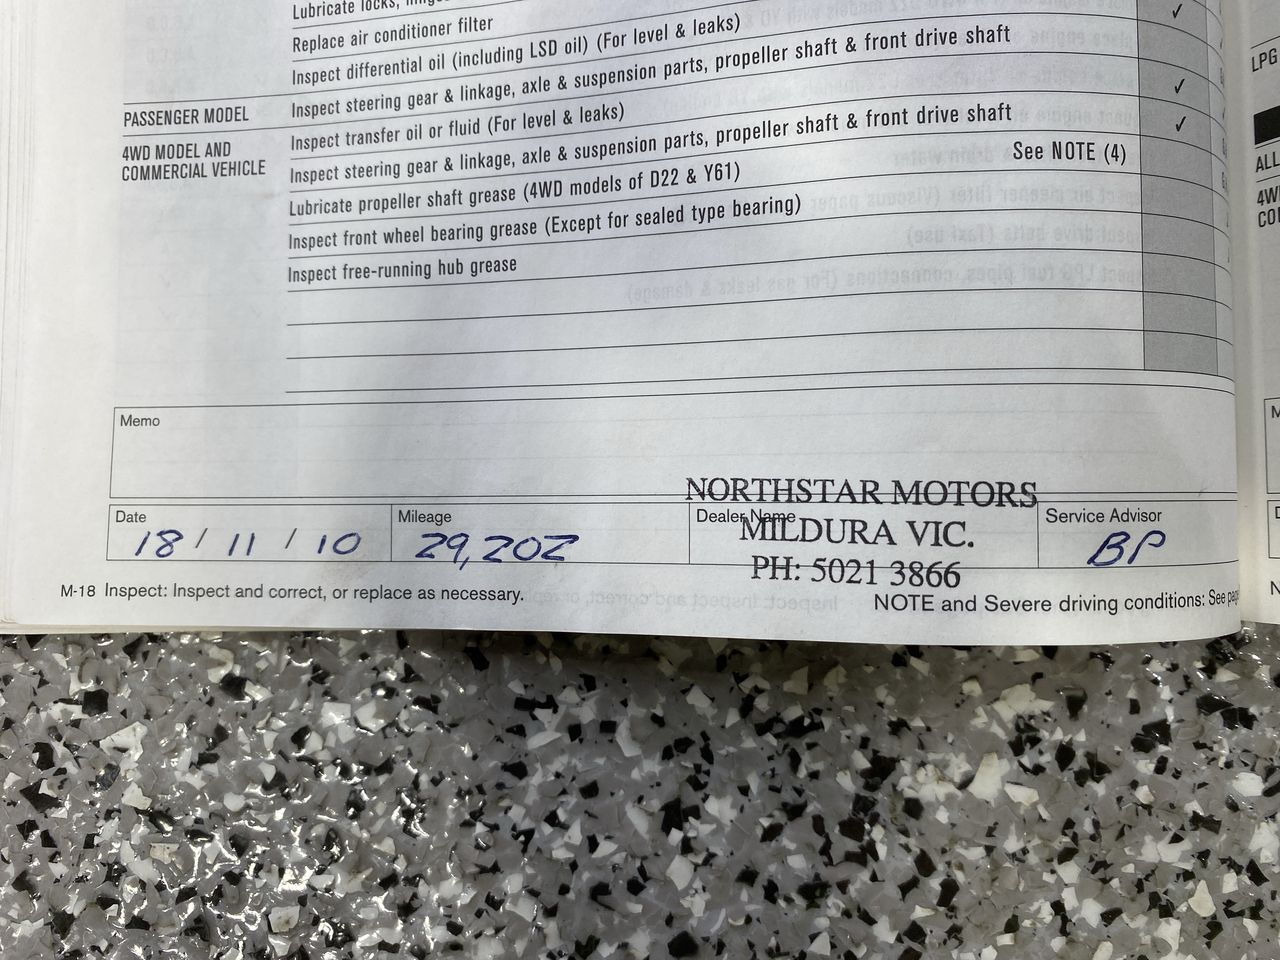 Lubricate locks,
Replace air conditioner filter
Inspect differential oil (including LSD oil) (For level & leaks)
✓
PASSENGER MODEL
Inspect steering gear & linkage, axle & suspension parts, propeller shaft & front drive shaft
4WD MODEL AND
COMMERCIAL VEHICLE
Inspect transfer oil or fluid (For level & leaks)
✓
Inspect steering gear & linkage, axle & suspension parts, propeller shaft & front drive shaft
✓
Lubricate propeller shaft grease (4WD models of D22 & Y61)
See NOTE (4)
Inspect front wheel bearing grease (Except for sealed type bearing)
Inspect free-running hub grease
Memo
Date
18 / 11 / 10
Mileage
29,202
Dealer Name
NORTHSTAR MOTORS
MILDURA VIC.
PH: 5021 3866
Service Advisor
BP
M-18 Inspect: Inspect and correct, or replace as necessary.
NOTE and Severe driving conditions: See
LPG
ALL